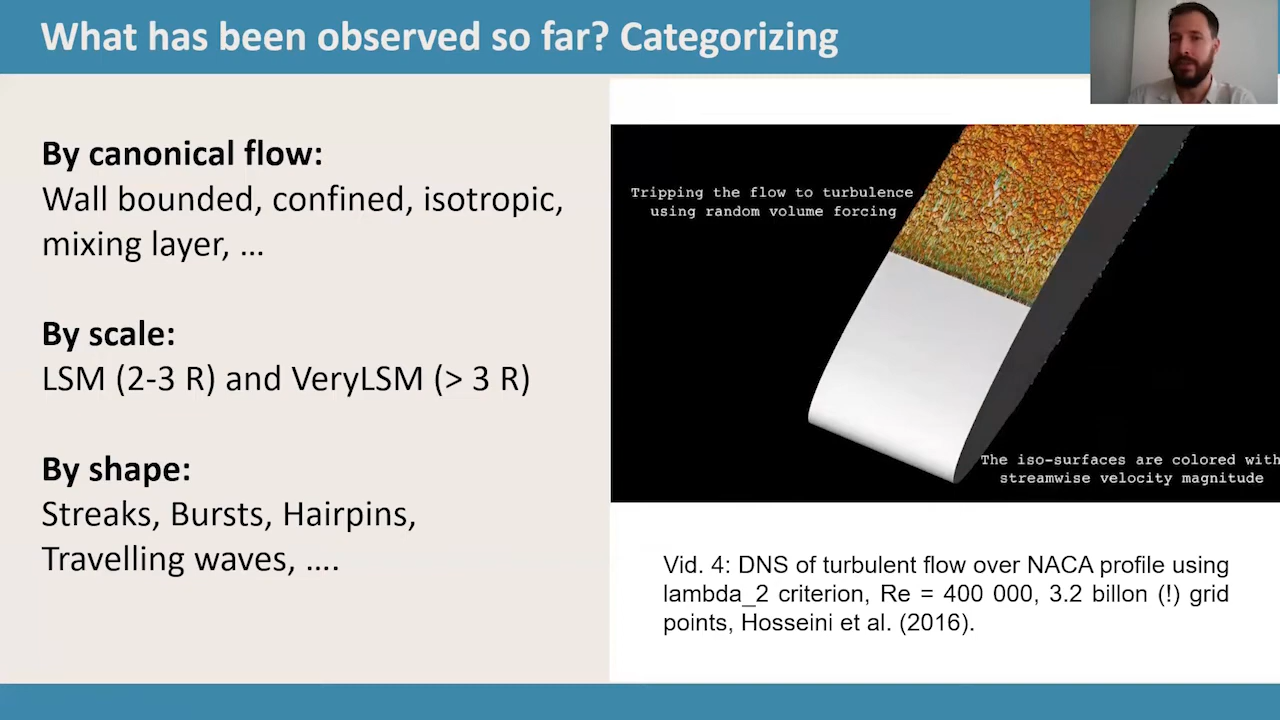 What has been observed so far? Categorizing
By canonical flow:
Wall bounded, confined, isotropic,
mixing layer, ...
By scale:
LSM (2-3 R) and VeryLSM (> 3 R)
By shape:
Streaks, Bursts, Hairpins,
Travelling waves, ....
Tripping the flow to turbulence
using random volume forcing
The iso-surfaces are colored with
streamwise velocity magnitude
Vid. 4: DNS of turbulent flow over NACA profile using
lambda_2 criterion, Re = 400 000, 3.2 billon (!) grid
points, Hosseini et al. (2016).